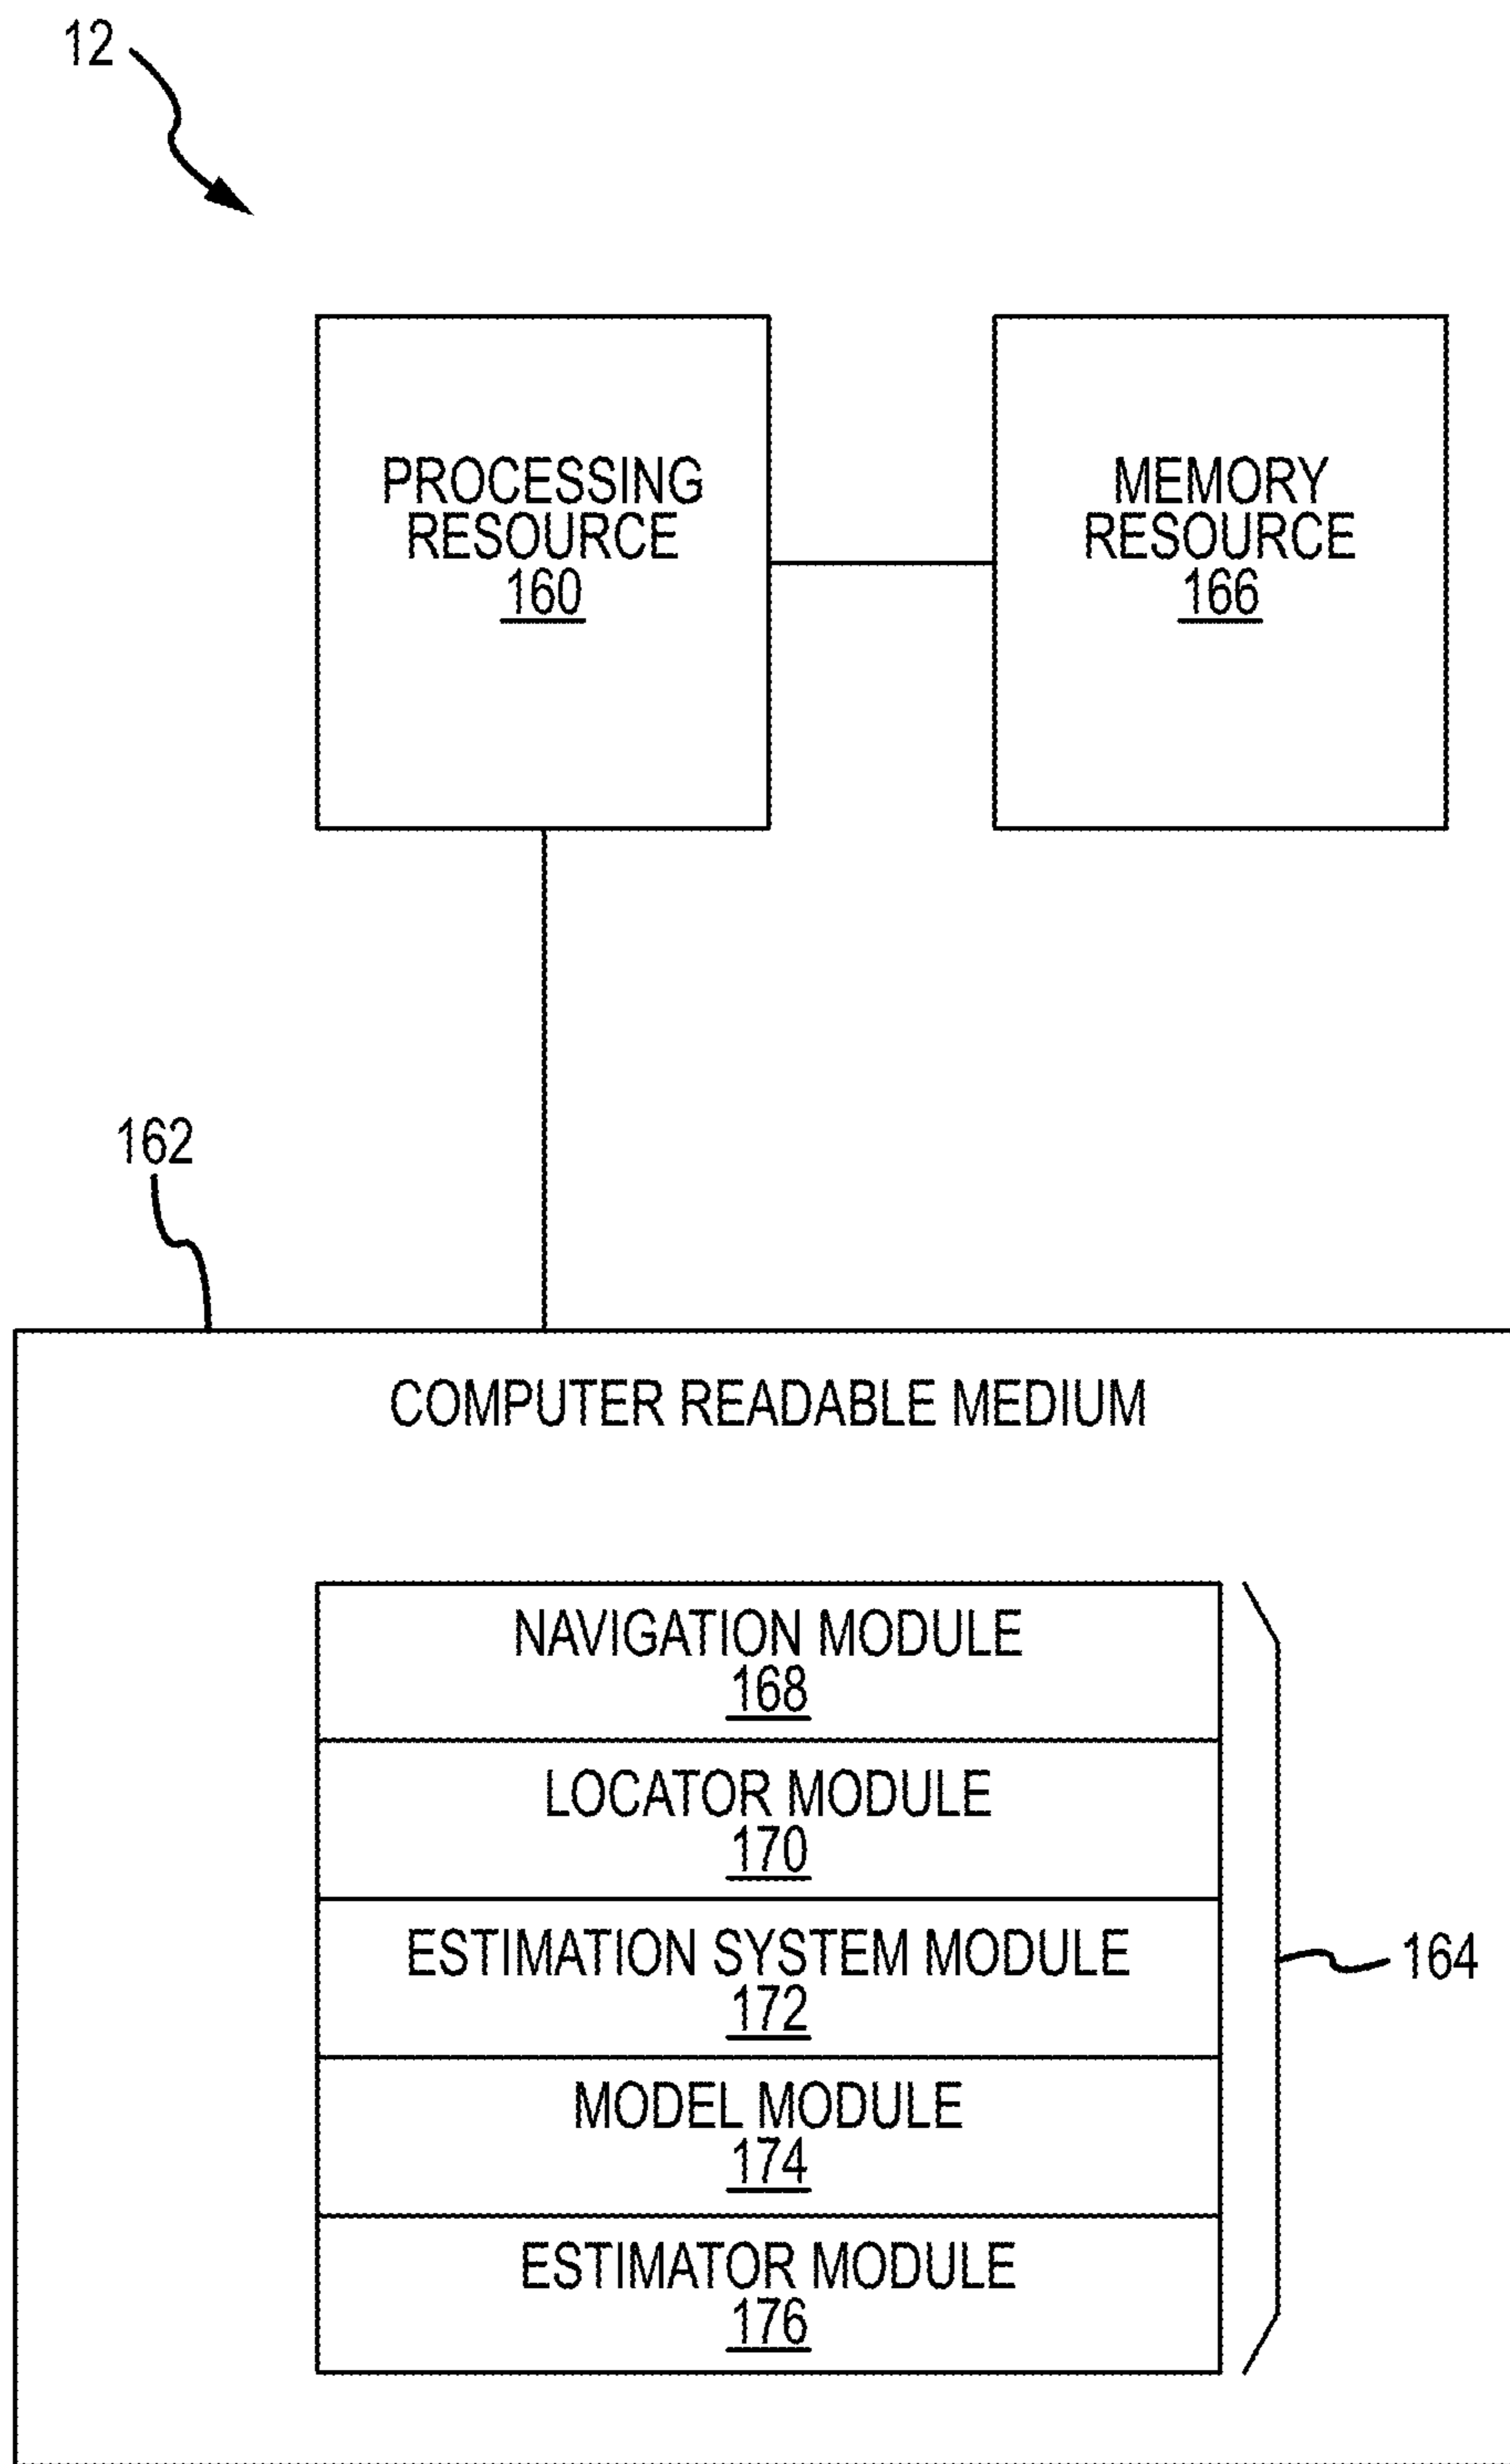 12
PROCESSING
RESOURCE
160
MEMORY
RESOURCE
166
162
COMPUTER READABLE MEDIUM
NAVIGATION MODULE
168
LOCATOR MODULE
170
ESTIMATION SYSTEM MODULE
172
164
MODEL MODULE
174
ESTIMATOR MODULE
176